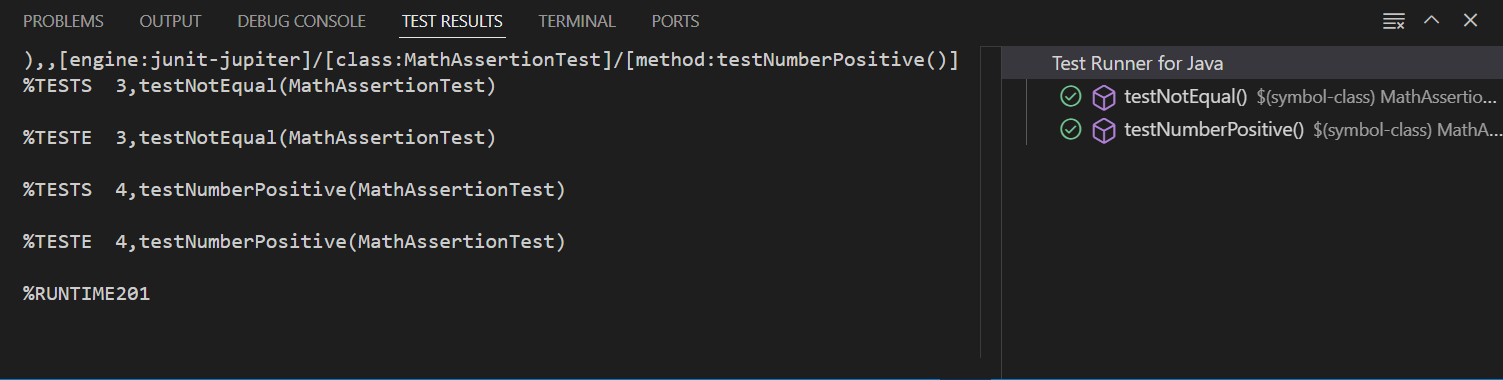 PROBLEMS OUTPUT DEBUG CONSOLE TEST RESULTS TERMINAL PORTS
),,[engine:junit-jupiter]/[class:MathAssertionTest]/[method:testNumberPositive()]
%TESTS  3,testNotEqual(MathAssertionTest)
%TESTE  3,testNotEqual(MathAssertionTest)
%TESTS  4,testNumberPositive(MathAssertionTest)
%TESTE  4,testNumberPositive(MathAssertionTest)
%RUNTIME201
Test Runner for Java
testNotEqual() $(symbol-class) MathAssertio...
testNumberPositive() $(symbol-class) MathA...